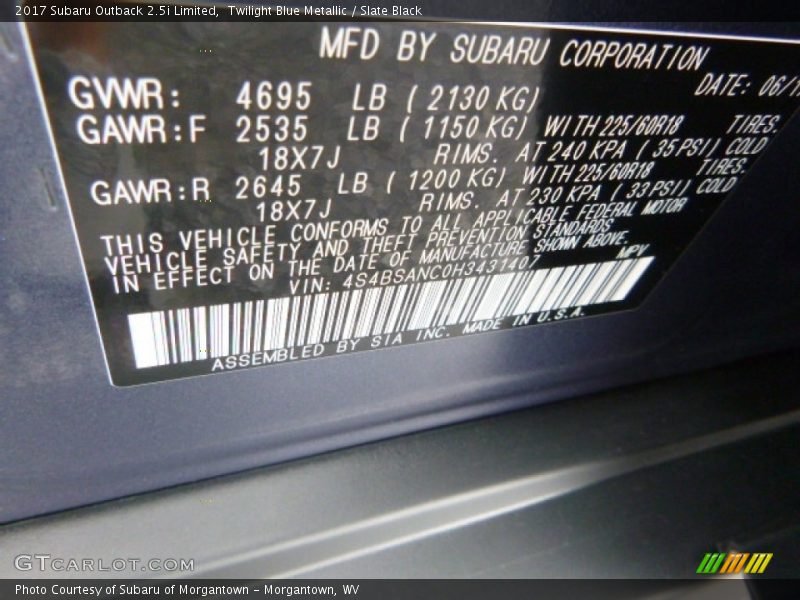 2017 Subaru Outback 2.5i Limited, Twilight Blue Metallic / Slate Black
MFD BY SUBARU CORPORATION
DATE: 06/1
GVWR: 4695 LB (2130 KG)
GAWR:F 2535 LB (1150 KG) WITH 225/60R18 TIRES.
18X7J RIMS. AT 240 KPA (35 PSI) COLD
GAWR:R 2645 LB (1200 KG) WITH 225/60R18 TIRES.
18X7J RIMS. AT 230 KPA (33 PSI) COLD
THIS VEHICLE CONFORMS TO ALL APPLICABLE FEDERAL MOTOR
VEHICLE SAFETY AND THEFT PREVENTION STANDARDS
IN EFFECT ON THE DATE OF MANUFACTURE SHOWN ABOVE.
VIN: 4S4BSANC0H3431407 MPV
ASSEMBLED BY SIA INC. MADE IN U.S.A.
GTCARLOT.COM
Photo Courtesy of Subaru of Morgantown - Morgantown, WV